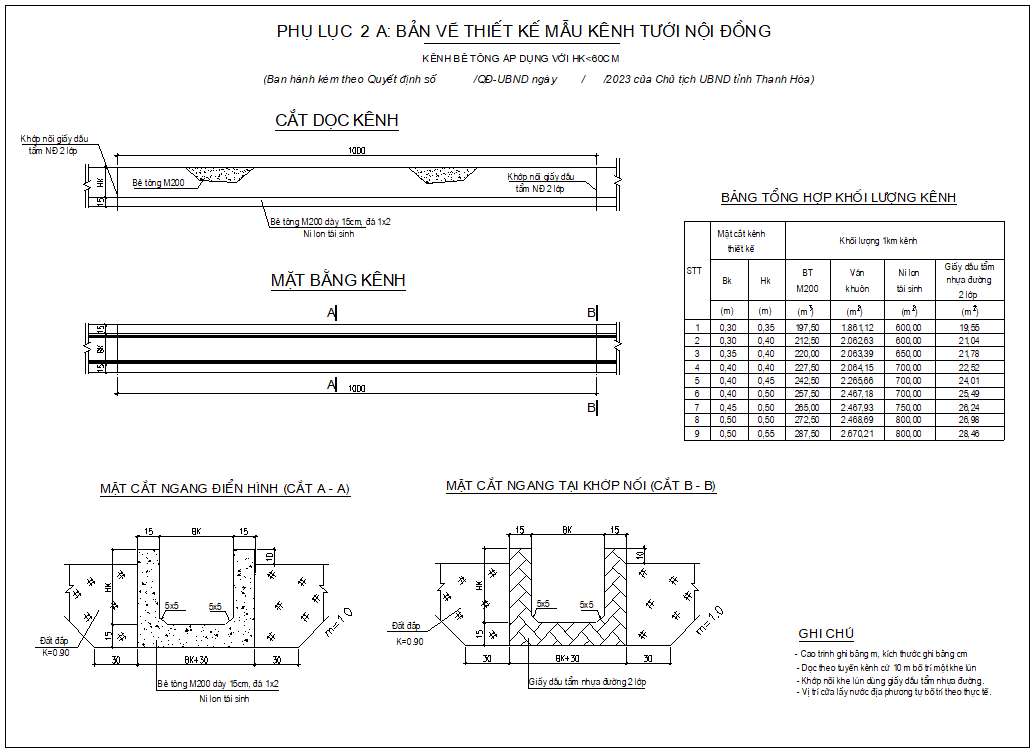 PHỤ LỤC 2 A: BẢN VẼ THIẾT KẾ MẪU KÊNH TƯỚI NỘI ĐỒNG
KÊNH BÊ TÔNG ÁP DỤNG VỚI HK<60CM
(Ban hành kèm theo Quyết định số /QĐ-UBND ngày / /2023 của Chủ tịch UBND tỉnh Thanh Hóa)
CẮT DỌC KÊNH
Khớp nối giấy dầu
tẩm NĐ 2 lớp
1000
HK
15
Bê tông M200
Khớp nối giấy dầu
tẩm NĐ 2 lớp
Bê tông M200 dày 15cm, đá 1x2
Ni lon tái sinh
MẶT BẰNG KÊNH
A
B
15
BK
15
A
1000
B
BẢNG TỔNG HỢP KHỐI LƯỢNG KÊNH
STT
Mặt cắt kênh
thiết kế
Khối lượng 1km kênh
Bk
Hk
BT
M200
Ván
khuôn
Ni lon
tái sinh
Giấy dầu tẩm
nhựa đường
2 lớp
(m) (m) (m3) (m2) (m2) (m2)
1 0,30 0,35 197,50 1.861,12 600,00 19,55
2 0,30 0,40 212,50 2.062,63 600,00 21,04
3 0,35 0,40 220,00 2.063,39 650,00 21,78
4 0,40 0,40 227,50 2.064,15 700,00 22,52
5 0,40 0,45 242,50 2.265,66 700,00 24,01
6 0,40 0,50 257,50 2.467,18 700,00 25,49
7 0,45 0,50 265,00 2.467,93 750,00 26,24
8 0,50 0,50 272,50 2.468,69 800,00 26,98
9 0,50 0,55 287,50 2.670,21 800,00 28,46
MẶT CẮT NGANG ĐIỂN HÌNH (CẮT A - A)
15 BK 15
10
HK
5x5 5x5
15
m=1.0
Đất đắp
K=0.90
30 BK+30 30
Bê tông M200 dày 15cm, đá 1x2
Ni lon tái sinh
MẶT CẮT NGANG TẠI KHỚP NỐI (CẮT B - B)
15 BK 15
10
HK
5x5 5x5
15
m=1.0
Đất đắp
K=0.90
30 BK+30 30
Giấy dầu tẩm nhựa đường 2 lớp
GHI CHÚ
- Cao trình ghi bằng m, kích thước ghi bằng cm
- Dọc theo tuyến kênh cứ 10 m bố trí một khe lún
- Khớp nối khe lún dùng giấy dầu tẩm nhựa đường.
- Vị trí cửa lấy nước địa phương tự bố trí theo thực tế.